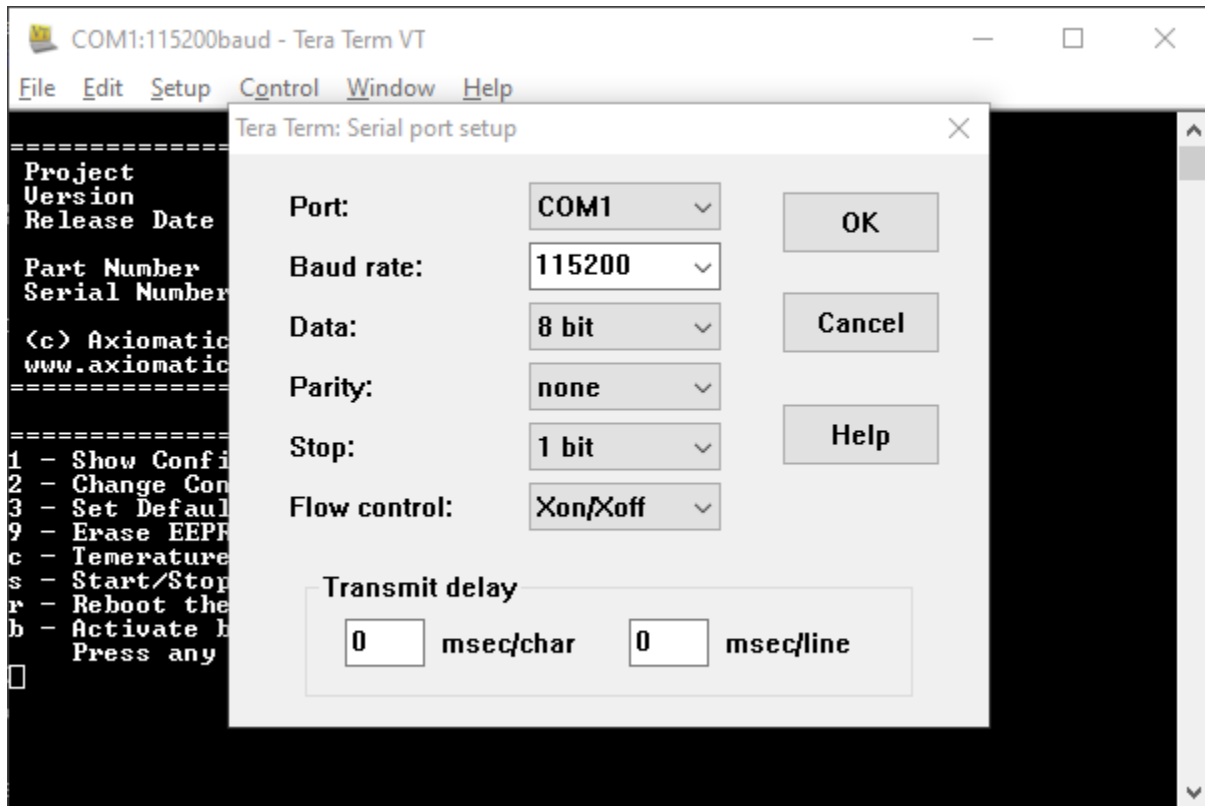 COM1:115200baud - Tera Term VT
File Edit Setup Control Window Help
Tera Term: Serial port setup
Port: COM1
OK
Baud rate: 115200
Data: 8 bit
Cancel
Parity: none
Stop: 1 bit
Help
Flow control: Xon/Xoff
Transmit delay
0 msec/char 0 msec/line
==============
Project
Version
Release Date
Part Number
Serial Number
(c) Axiomatic
www.axiomatic
==============
==============
1 - Show Confi
2 - Change Con
3 - Set Defaul
9 - Erase EEPR
c - Temerature
s - Start/Stop
r - Reboot the
b - Activate b
Press any